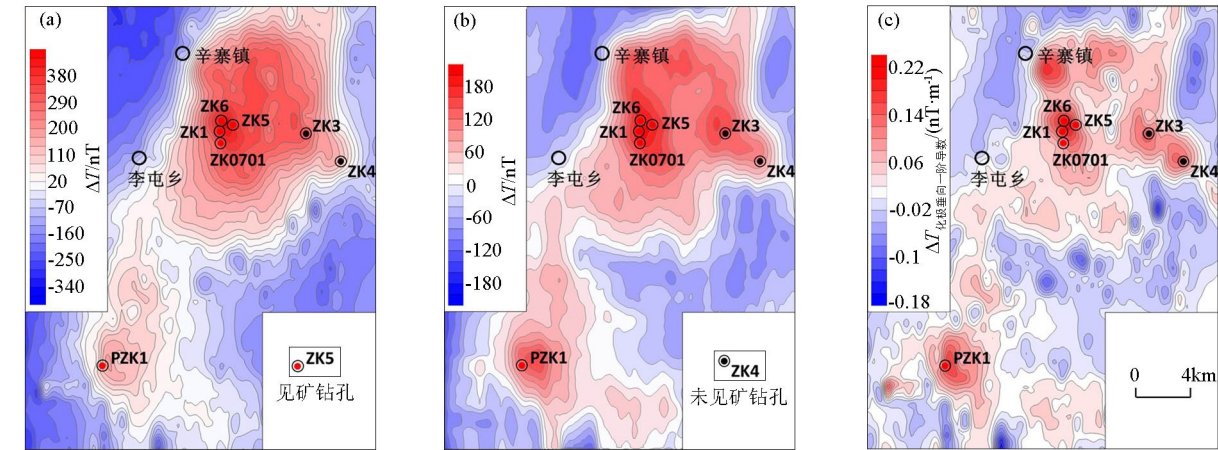 (a)
辛寨镇
ZK6
ZK5
ZK1
ZK3
ZK0701
ZK4
李屯乡
380
290
200
110
20
-70
-160
-250
-340
ΔT/nT
PZK1
ZK5
见矿钻孔
(b)
辛寨镇
ZK6
ZK5
ZK1
ZK3
ZK0701
ZK4
李屯乡
180
120
60
0
-60
-120
-180
ΔT/nT
PZK1
ZK4
未见矿钻孔
(c)
辛寨镇
ZK6
ZK5
ZK1
ZK3
ZK0701
ZK4
李屯乡
0.22
0.14
0.06
-0.02
-0.1
-0.18
ΔT化极垂向一阶导数/(nT·m⁻¹)
PZK1
0 4km